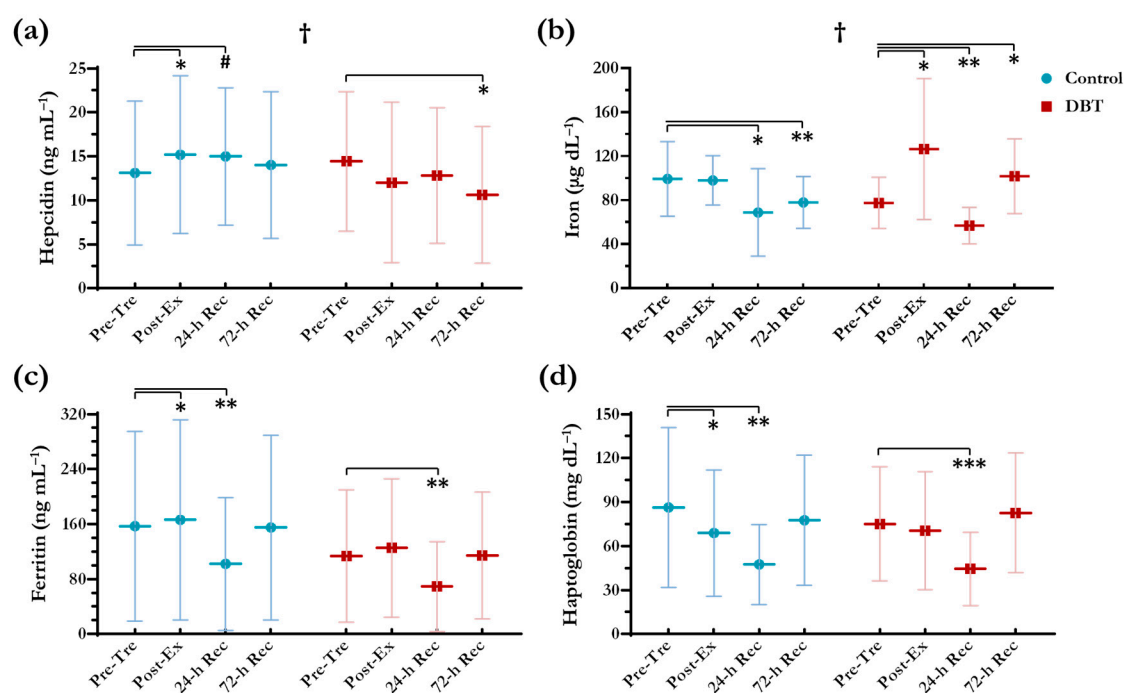 (a)
†
Hepcidin (ng mL⁻¹)
25
20
15
10
5
0
*
#
*
Pre-Tre
Post-Ex
24-h Rec
72-h Rec
Pre-Tre
Post-Ex
24-h Rec
72-h Rec
(b)
†
Iron (µg dL⁻¹)
200
160
120
80
40
0
*
**
*
**
*
Pre-Tre
Post-Ex
24-h Rec
72-h Rec
Pre-Tre
Post-Ex
24-h Rec
72-h Rec
Control
DBT
(c)
Ferritin (ng mL⁻¹)
320
240
160
80
0
*
**
**
Pre-Tre
Post-Ex
24-h Rec
72-h Rec
Pre-Tre
Post-Ex
24-h Rec
72-h Rec
(d)
Haptoglobin (mg dL⁻¹)
150
120
90
60
30
0
*
**
***
Pre-Tre
Post-Ex
24-h Rec
72-h Rec
Pre-Tre
Post-Ex
24-h Rec
72-h Rec